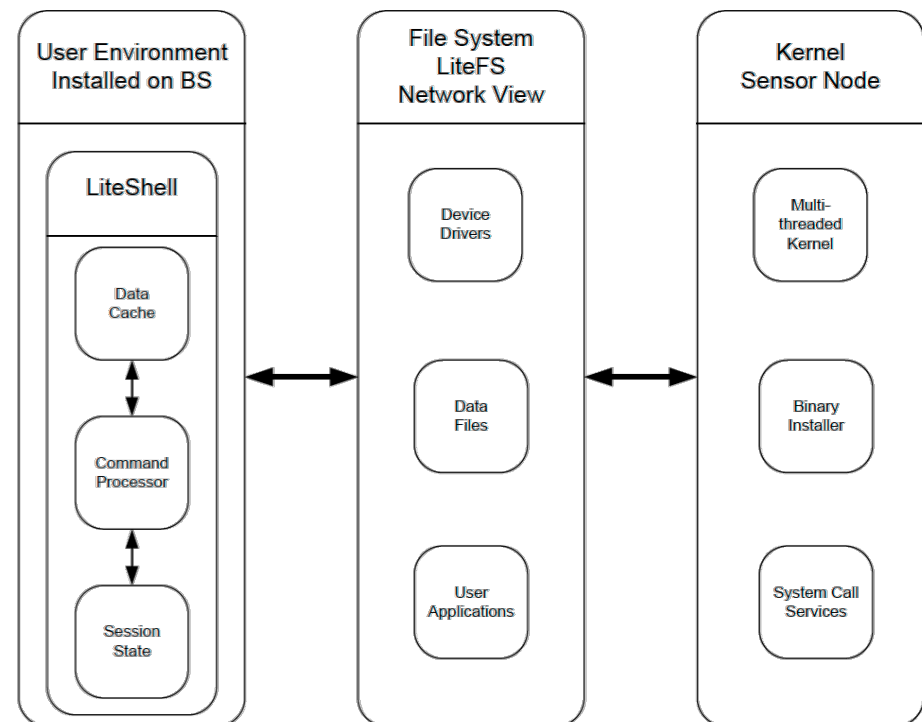 User Environment
Installed on BS
File System
LiteFS
Network View
Kernel
Sensor Node
LiteShell
Data
Cache
Command
Processor
Session
State
Device
Drivers
Data
Files
User
Applications
Multi-
threaded
Kernel
Binary
Installer
System Call
Services